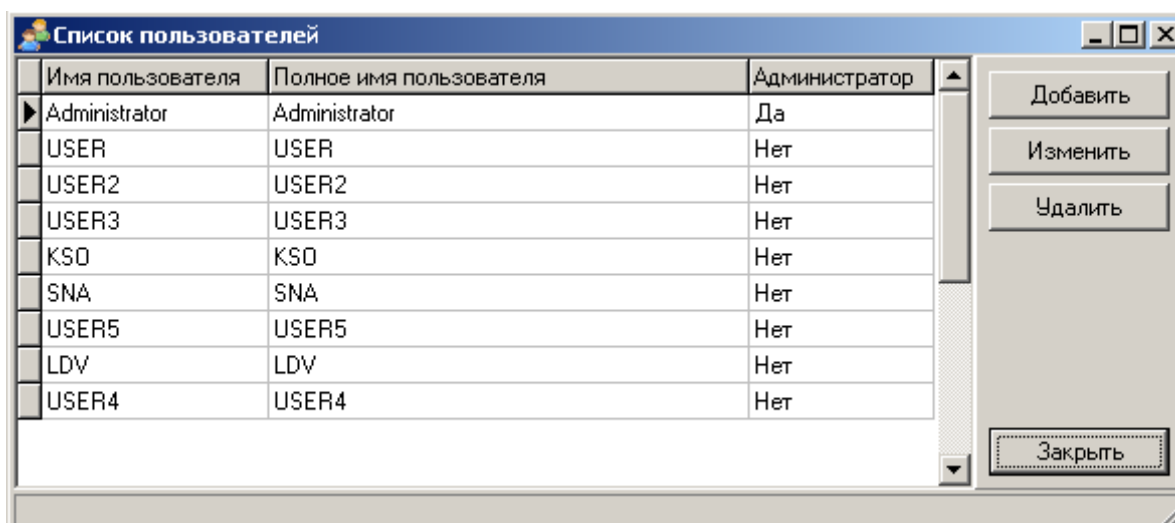 Список пользователей
Имя пользователя Полное имя пользователя Администратор
Administrator Administrator Да
USER USER Нет
USER2 USER2 Нет
USER3 USER3 Нет
KSO KSO Нет
SNA SNA Нет
USER5 USER5 Нет
LDV LDV Нет
USER4 USER4 Нет
Добавить
Изменить
Удалить
Закрыть